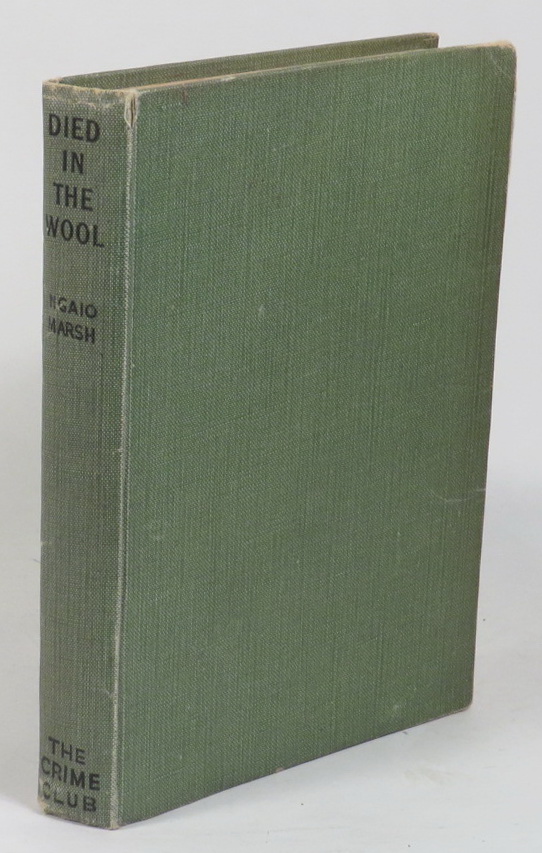 DIED
IN
THE
WOOL
NGAIO
MARSH
THE
CRIME
CLUB